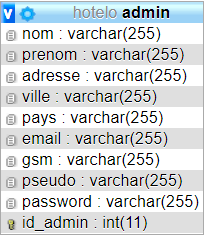 v hotelo admin
nom : varchar(255)
prenom : varchar(255)
adresse : varchar(255)
ville : varchar(255)
pays : varchar(255)
email : varchar(255)
gsm : varchar(255)
pseudo : varchar(255)
password : varchar(255)
id_admin : int(11)